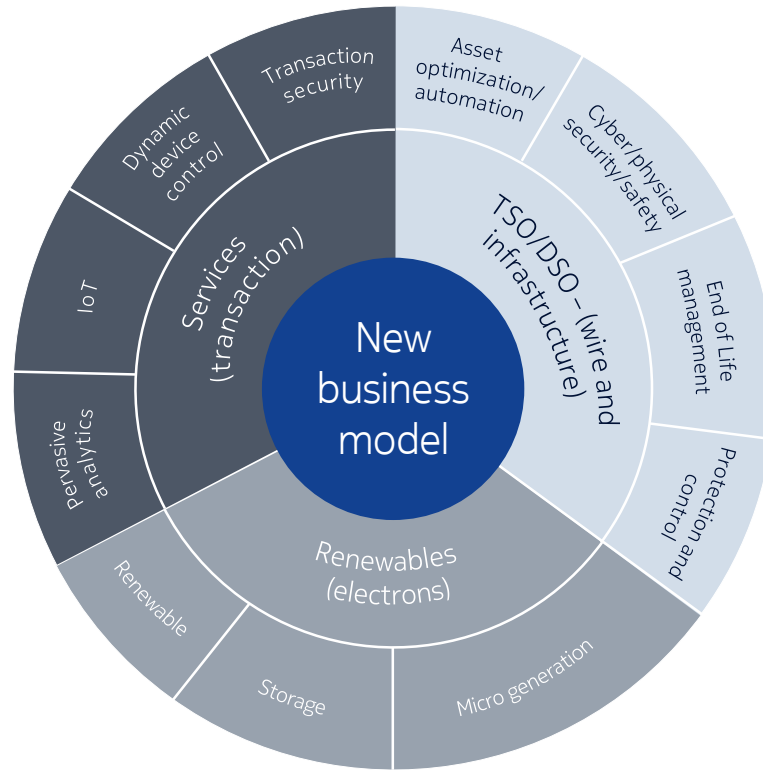 New
business
model
TSO/DSO – (wire and
infrastructure)
Asset
optimization/
automation
Cyber/physical
security/safety
End of Life
management
Protection and
control
Renewables
(electrons)
Micro generation
Storage
Renewable
Services
(transaction)
Pervasive
analytics
IoT
Dynamic
device
control
Transaction
security